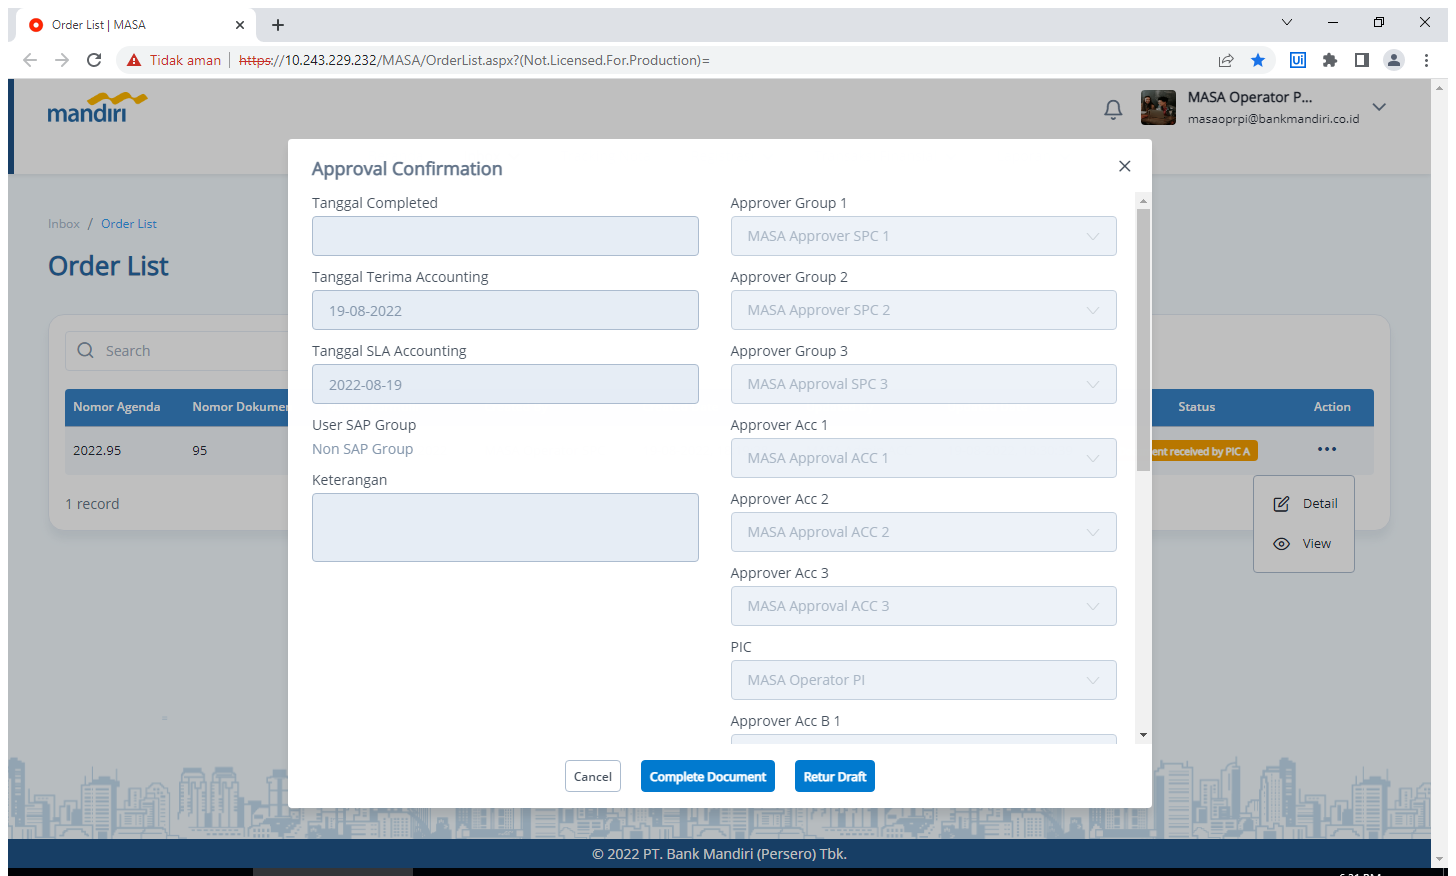 Order List | MASA
Tidak aman
https://10.243.229.232/MASA/OrderList.aspx?(Not.Licensed.For.Production)=
Ui
mandiri
MASA Operator P...
masaoprpi@bankmandiri.co.id
Inbox / Order List
Order List
Search
Nomor Agenda
Nomor Dokumen
Status
Action
2022.95
95
ent received by PIC A
1 record
Detail
View
Approval Confirmation
Tanggal Completed
Tanggal Terima Accounting
19-08-2022
Tanggal SLA Accounting
2022-08-19
User SAP Group
Non SAP Group
Keterangan
Approver Group 1
MASA Approver SPC 1
Approver Group 2
MASA Approver SPC 2
Approver Group 3
MASA Approval SPC 3
Approver Acc 1
MASA Approval ACC 1
Approver Acc 2
MASA Approval ACC 2
Approver Acc 3
MASA Approval ACC 3
PIC
MASA Operator PI
Approver Acc B 1
Cancel
Complete Document
Retur Draft
© 2022 PT. Bank Mandiri (Persero) Tbk.